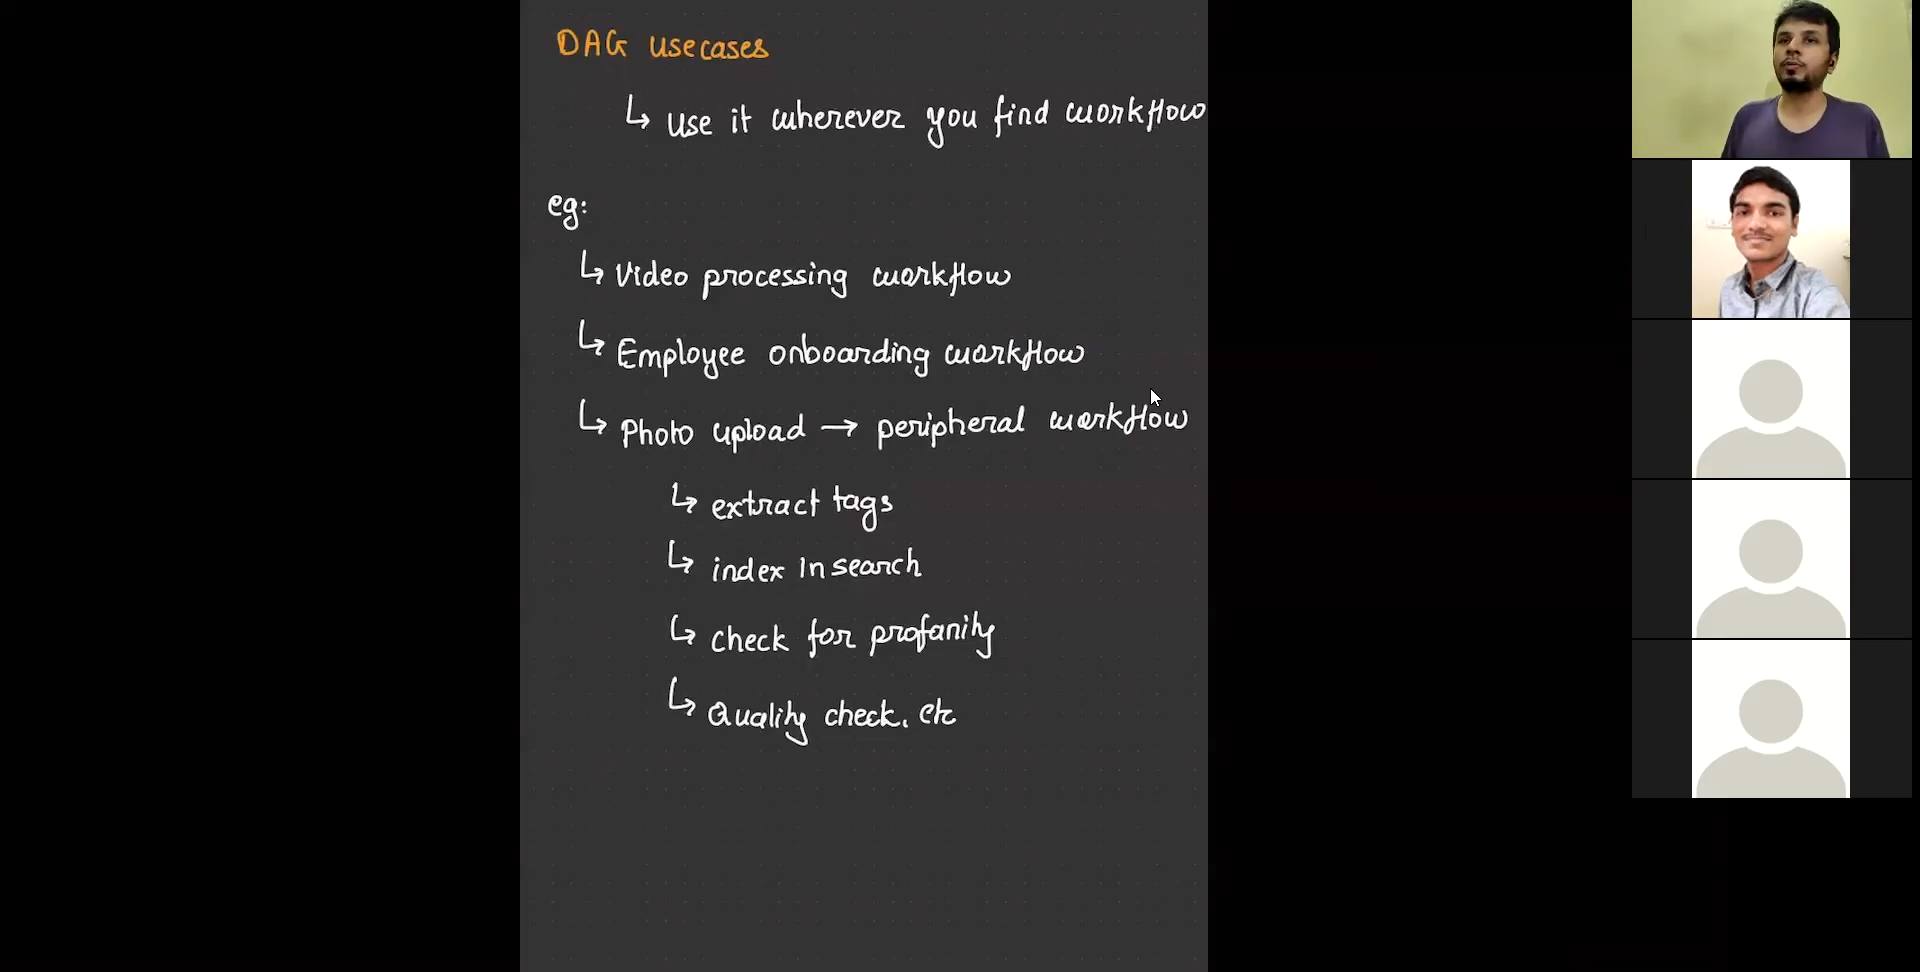 DAG usecases
↳ Use it wherever you find workflow
eg:
↳ Video processing workflow
↳ Employee onboarding workflow
↳ Photo upload → peripheral workflow
↳ extract tags
↳ index in search
↳ check for profanity
↳ Quality check, etc